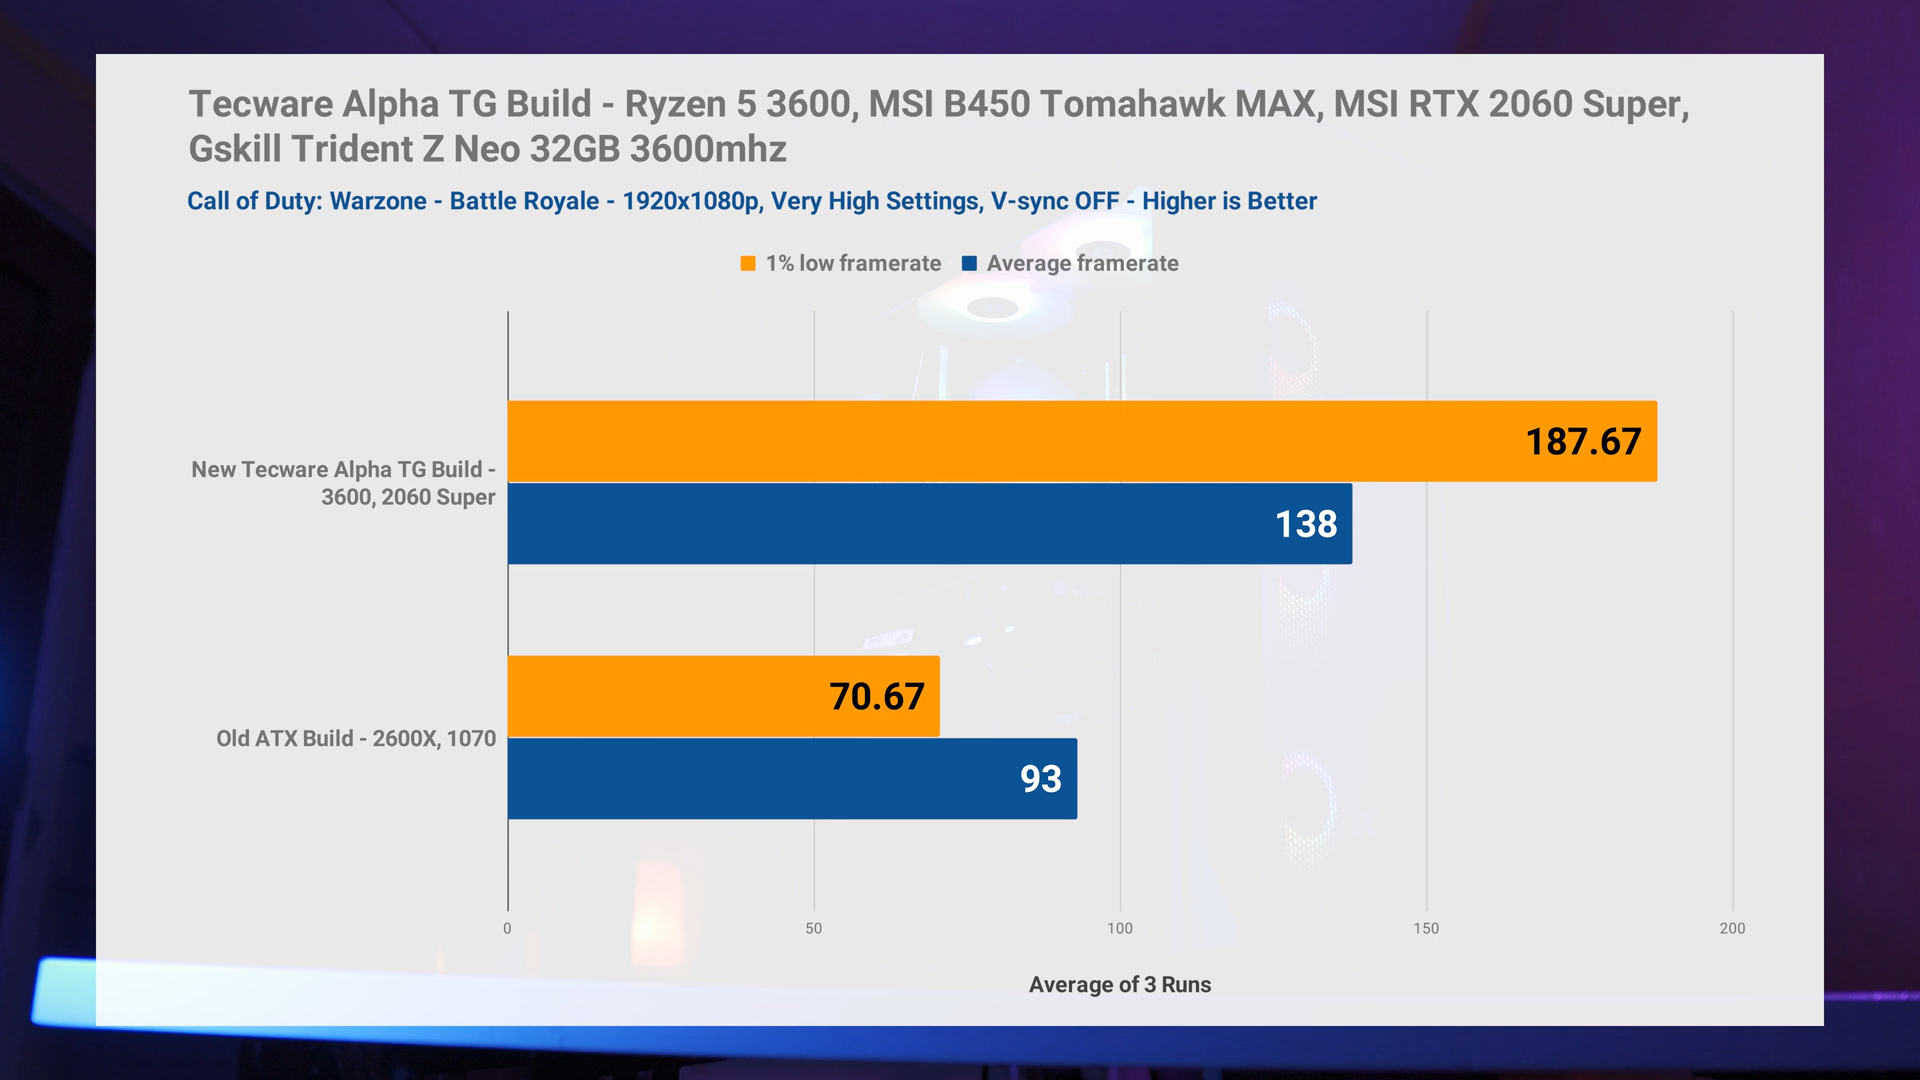 Tecware Alpha TG Build - Ryzen 5 3600, MSI B450 Tomahawk MAX, MSI RTX 2060 Super,
Gskill Trident Z Neo 32GB 3600mhz
Call of Duty: Warzone - Battle Royale - 1920x1080p, Very High Settings, V-sync OFF - Higher is Better
1% low framerate
Average framerate
New Tecware Alpha TG Build -
3600, 2060 Super
187.67
138
Old ATX Build - 2600X, 1070
70.67
93
0 50 100 150 200
Average of 3 Runs